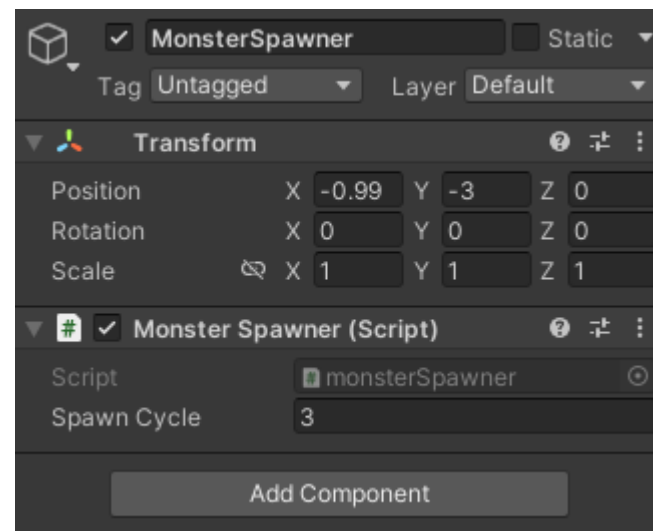 MonsterSpawner Static
Tag Untagged Layer Default
Transform
Position X -0.99 Y -3 Z 0
Rotation X 0 Y 0 Z 0
Scale X 1 Y 1 Z 1
# Monster Spawner (Script)
Script # monsterSpawner
Spawn Cycle 3
Add Component